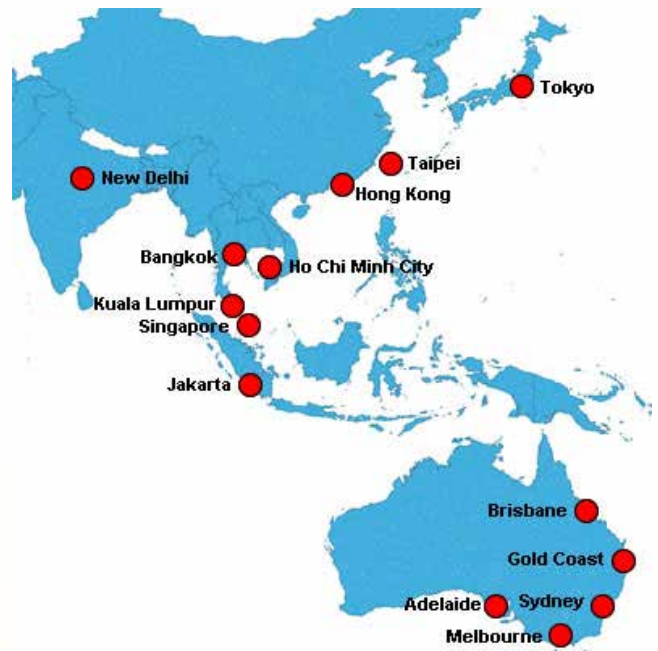 Tokyo
Taipei
New Delhi
Hong Kong
Bangkok
Ho Chi Minh City
Kuala Lumpur
Singapore
Jakarta
Brisbane
Gold Coast
Adelaide
Sydney
Melbourne